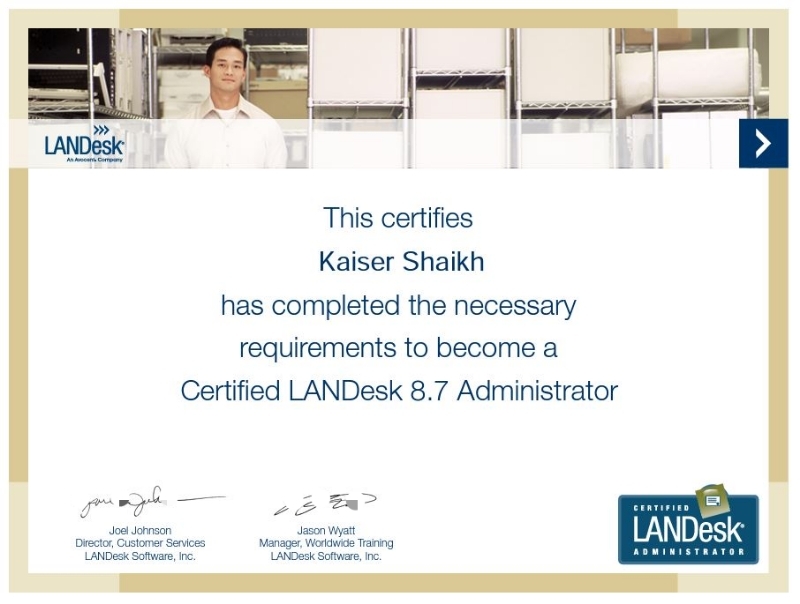 LANDesk
An Avocent Company
This certifies
Kaiser Shaikh
has completed the necessary
requirements to become a
Certified LANDesk 8.7 Administrator
Joel Johnson
Director, Customer Services
LANDesk Software, Inc.
Jason Wyatt
Manager, Worldwide Training
LANDesk Software, Inc.
CERTIFIED
LANDesk®
ADMINISTRATOR